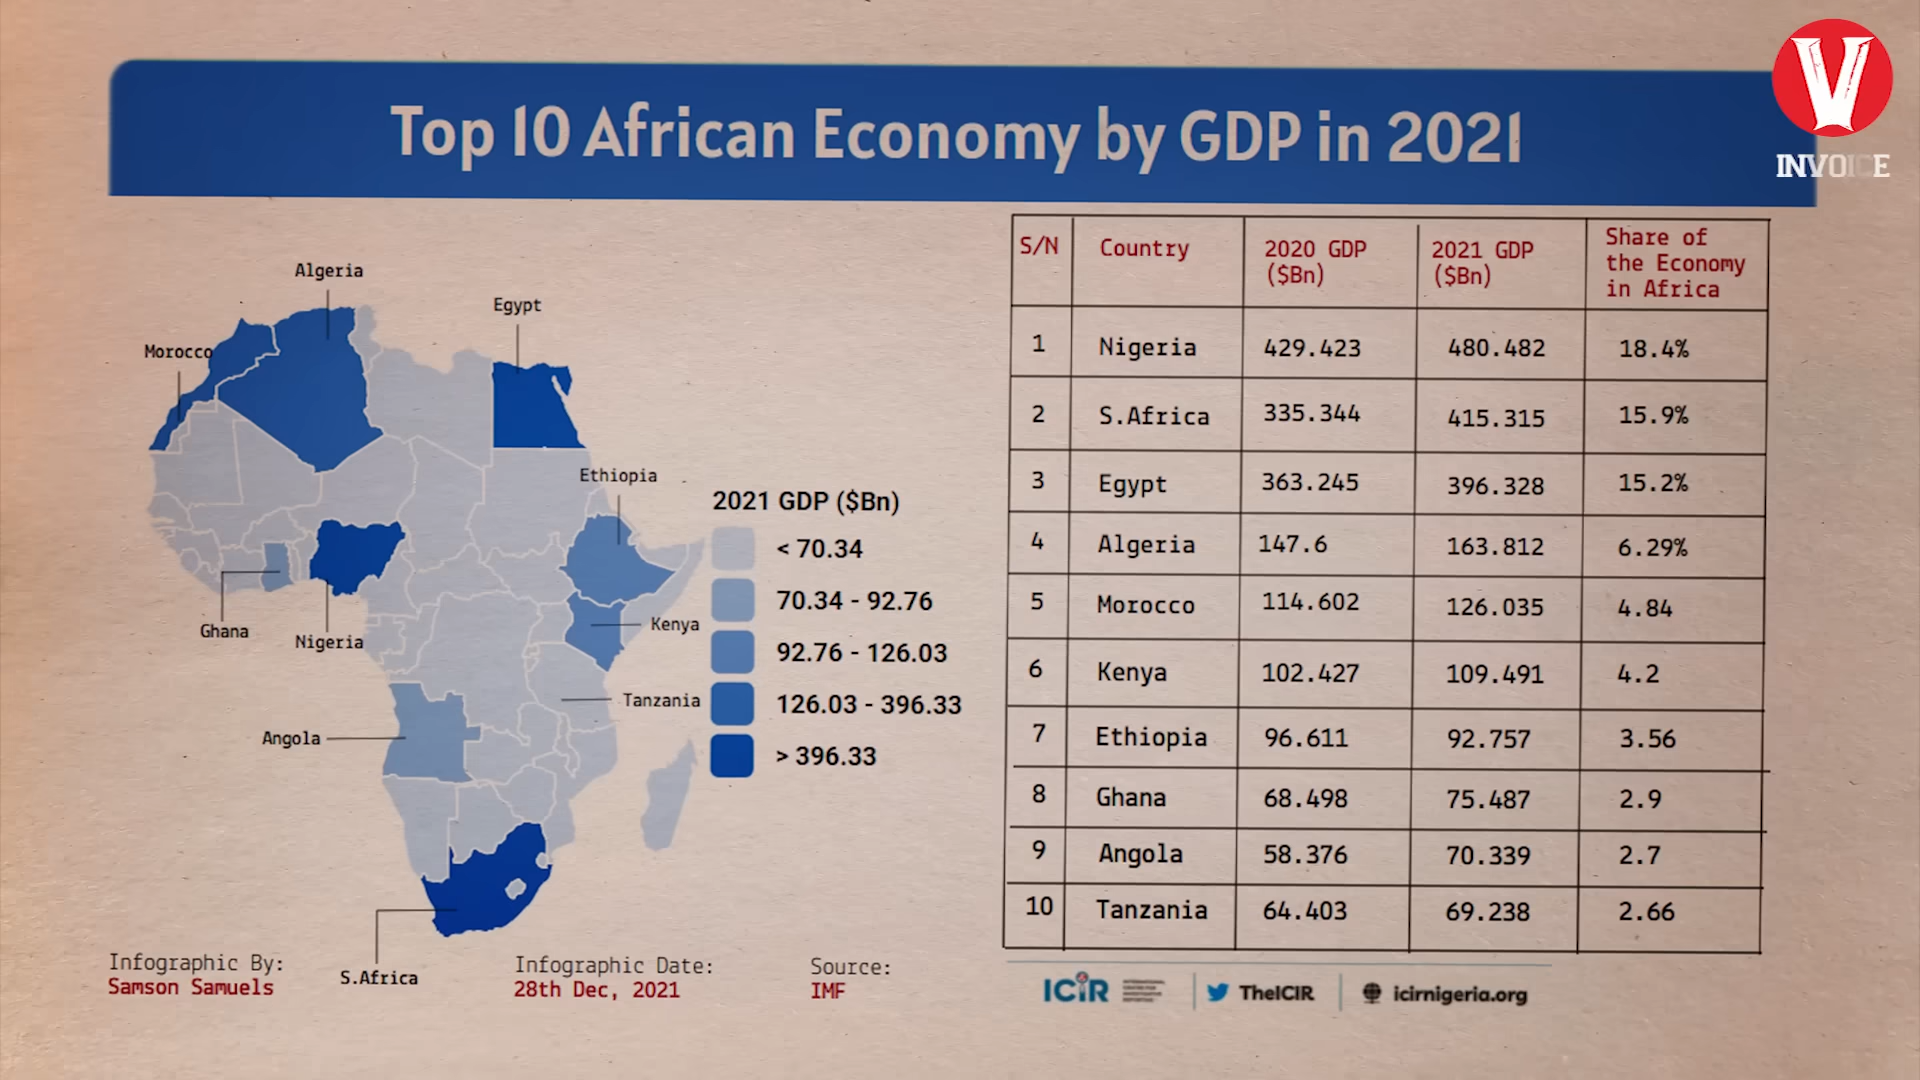 V
INVOICE
Top 10 African Economy by GDP in 2021
Algeria
Egypt
Morocco
Ethiopia
Ghana
Nigeria
Kenya
Tanzania
Angola
S.Africa
2021 GDP ($Bn)
< 70.34
70.34 - 92.76
92.76 - 126.03
126.03 - 396.33
> 396.33
S/N Country 2020 GDP ($Bn) 2021 GDP ($Bn) Share of the Economy in Africa
1 Nigeria 429.423 480.482 18.4%
2 S.Africa 335.344 415.315 15.9%
3 Egypt 363.245 396.328 15.2%
4 Algeria 147.6 163.812 6.29%
5 Morocco 114.602 126.035 4.84
6 Kenya 102.427 109.491 4.2
7 Ethiopia 96.611 92.757 3.56
8 Ghana 68.498 75.487 2.9
9 Angola 58.376 70.339 2.7
10 Tanzania 64.403 69.238 2.66
Infographic By:
Samson Samuels
Infographic Date:
28th Dec, 2021
Source:
IMF
ICIR
TheICIR
icirnigeria.org